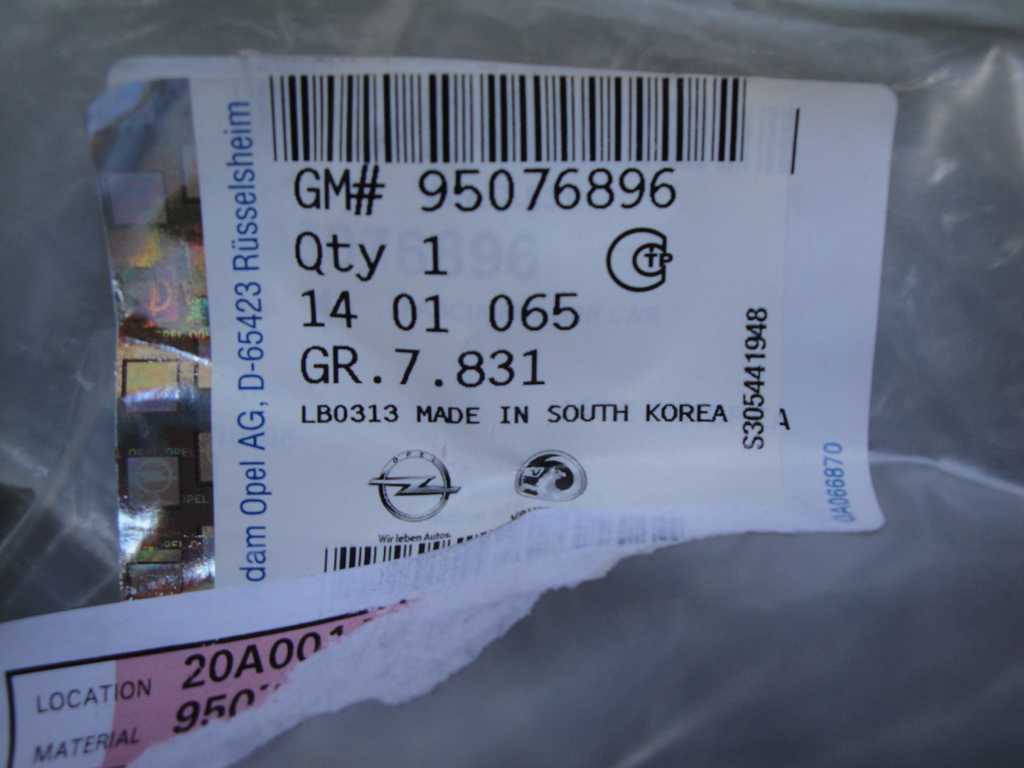 dam Opel AG, D-65423 Rüsselsheim
GM# 95076896
Qty 1
14 01 065
GR.7.831
LB0313 MADE IN SOUTH KOREA
S305441948
0A066870
OPEL
Wir leben Autos.
LOCATION 20A001
MATERIAL 950